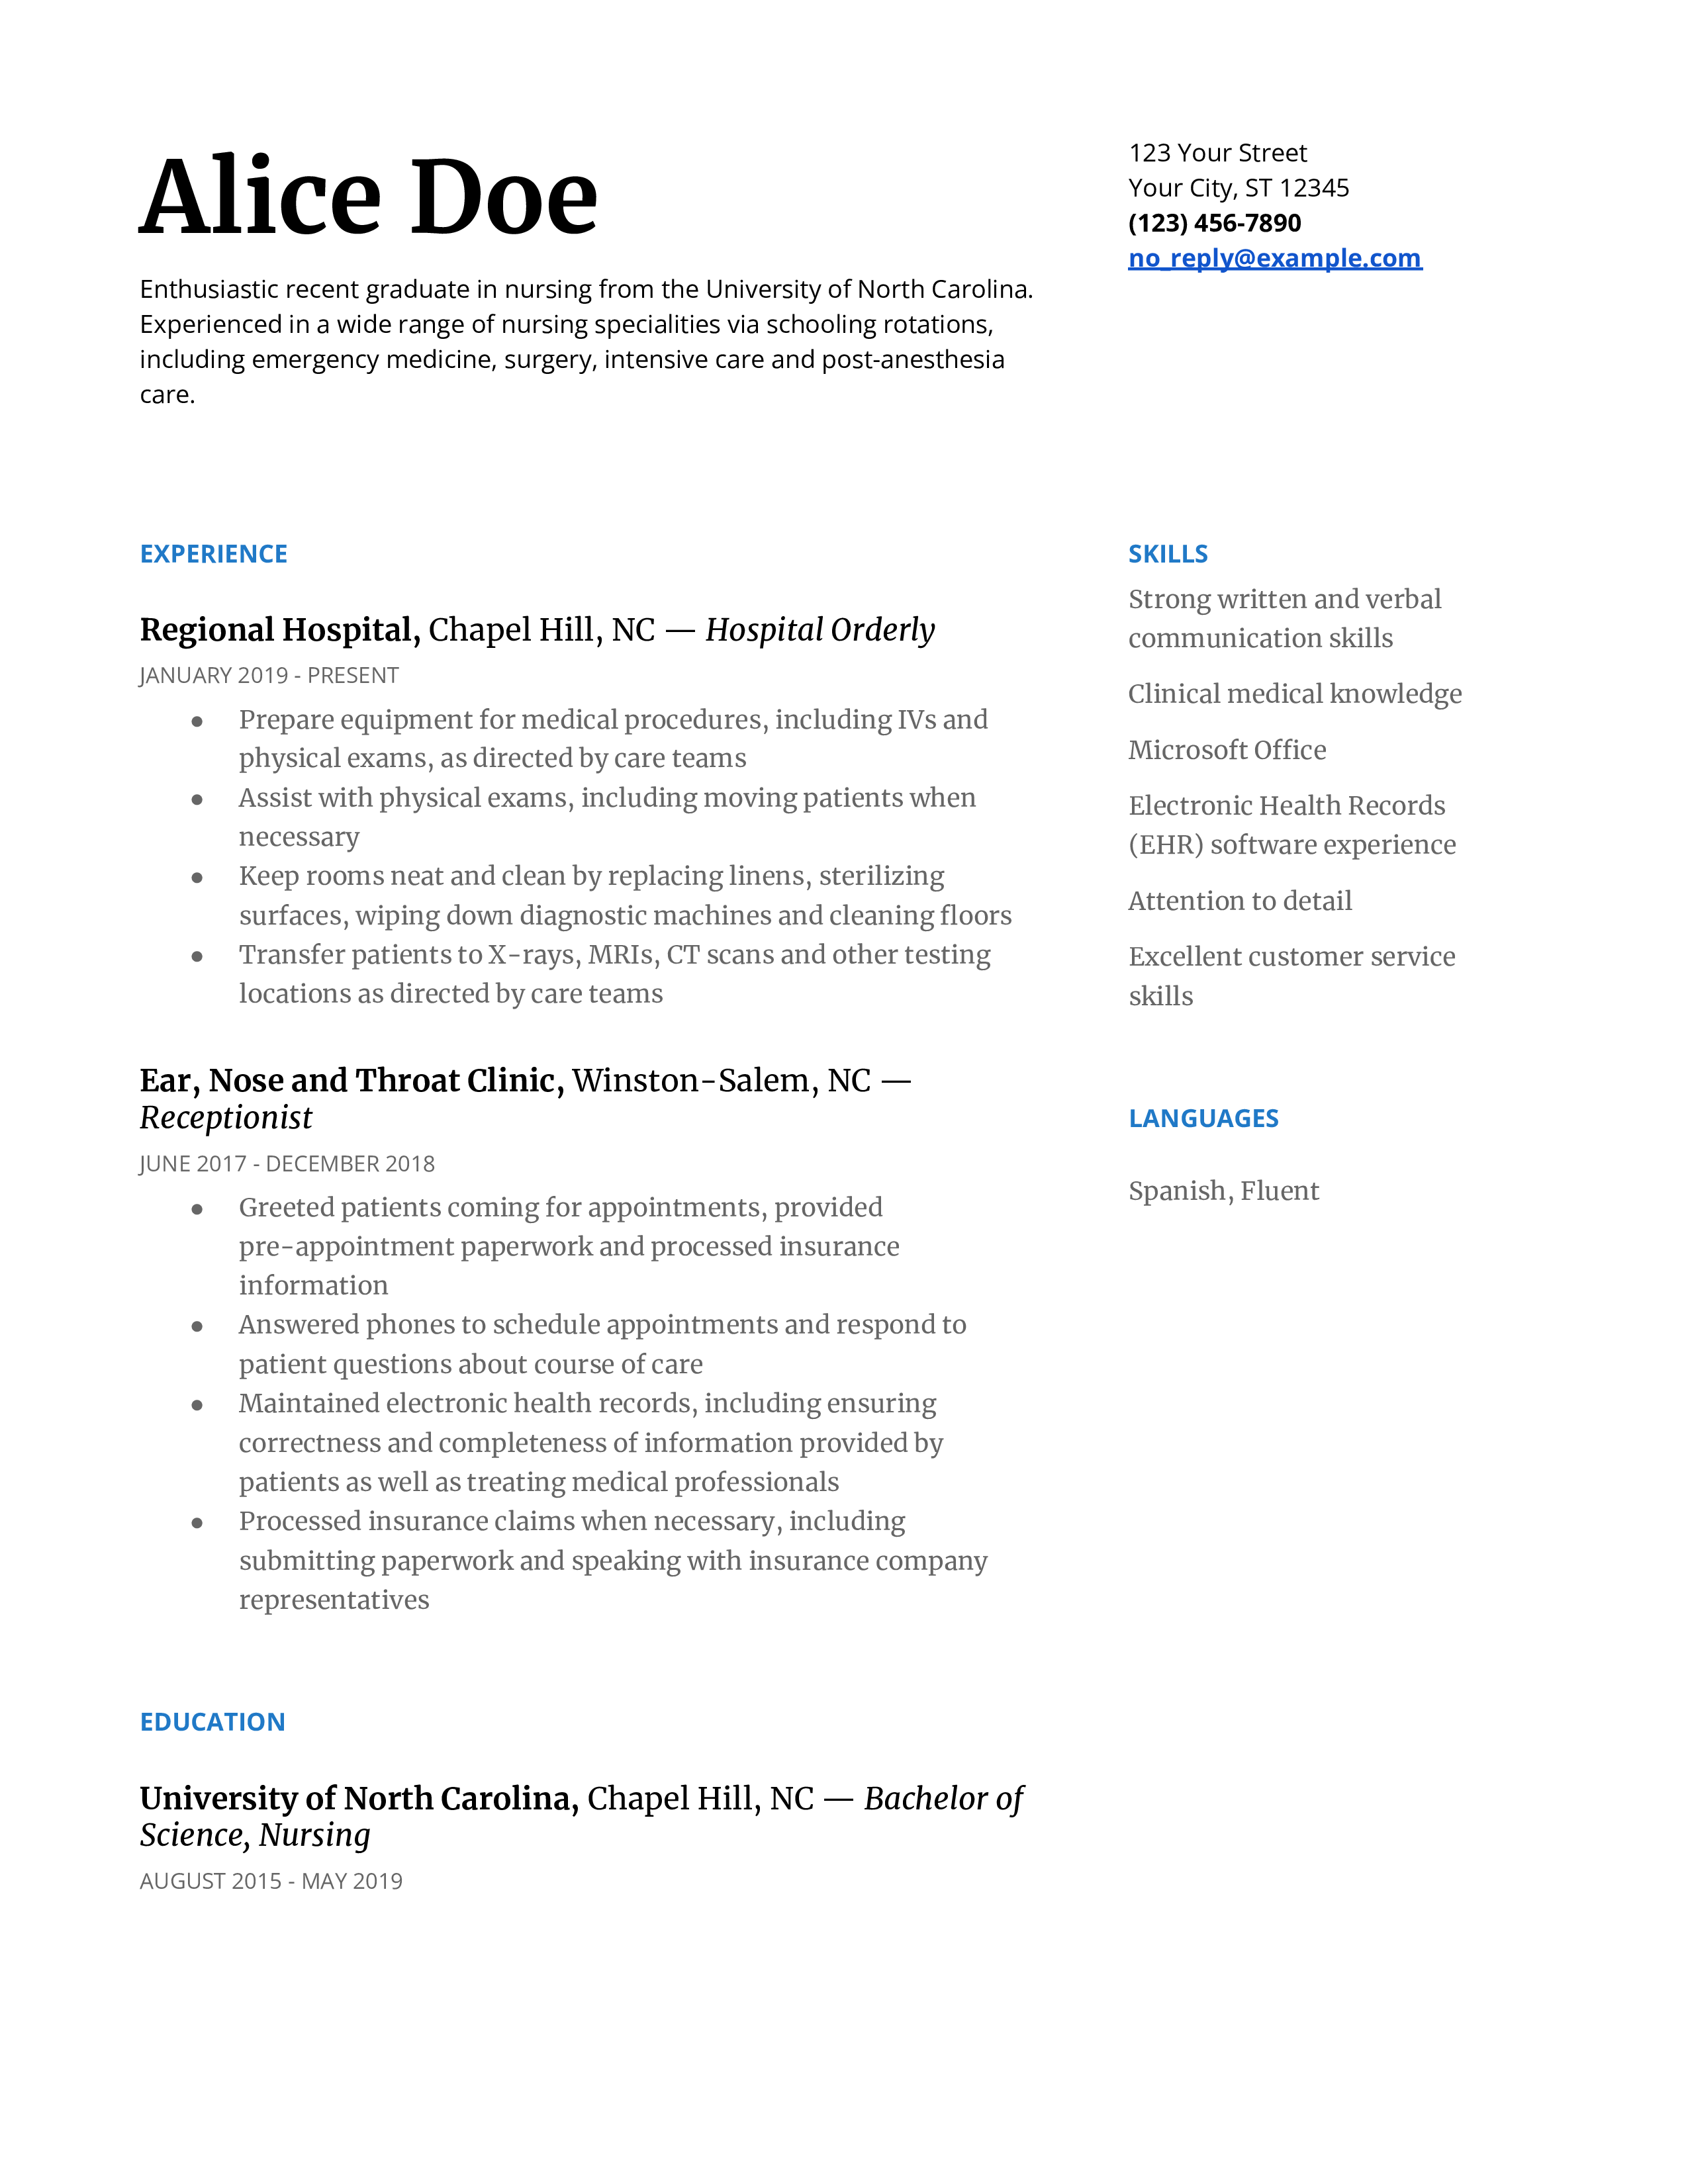 Alice Doe
Enthusiastic recent graduate in nursing from the University of North Carolina.
Experienced in a wide range of nursing specialities via schooling rotations,
including emergency medicine, surgery, intensive care and post-anesthesia
care.
123 Your Street
Your City, ST 12345
(123) 456-7890
no_reply@example.com
EXPERIENCE
Regional Hospital, Chapel Hill, NC — Hospital Orderly
JANUARY 2019 - PRESENT
● Prepare equipment for medical procedures, including IVs and
physical exams, as directed by care teams
● Assist with physical exams, including moving patients when
necessary
● Keep rooms neat and clean by replacing linens, sterilizing
surfaces, wiping down diagnostic machines and cleaning floors
● Transfer patients to X-rays, MRIs, CT scans and other testing
locations as directed by care teams
Ear, Nose and Throat Clinic, Winston-Salem, NC —
Receptionist
JUNE 2017 - DECEMBER 2018
● Greeted patients coming for appointments, provided
pre-appointment paperwork and processed insurance
information
● Answered phones to schedule appointments and respond to
patient questions about course of care
● Maintained electronic health records, including ensuring
correctness and completeness of information provided by
patients as well as treating medical professionals
● Processed insurance claims when necessary, including
submitting paperwork and speaking with insurance company
representatives
EDUCATION
University of North Carolina, Chapel Hill, NC — Bachelor of
Science, Nursing
AUGUST 2015 - MAY 2019
SKILLS
Strong written and verbal
communication skills
Clinical medical knowledge
Microsoft Office
Electronic Health Records
(EHR) software experience
Attention to detail
Excellent customer service
skills
LANGUAGES
Spanish, Fluent